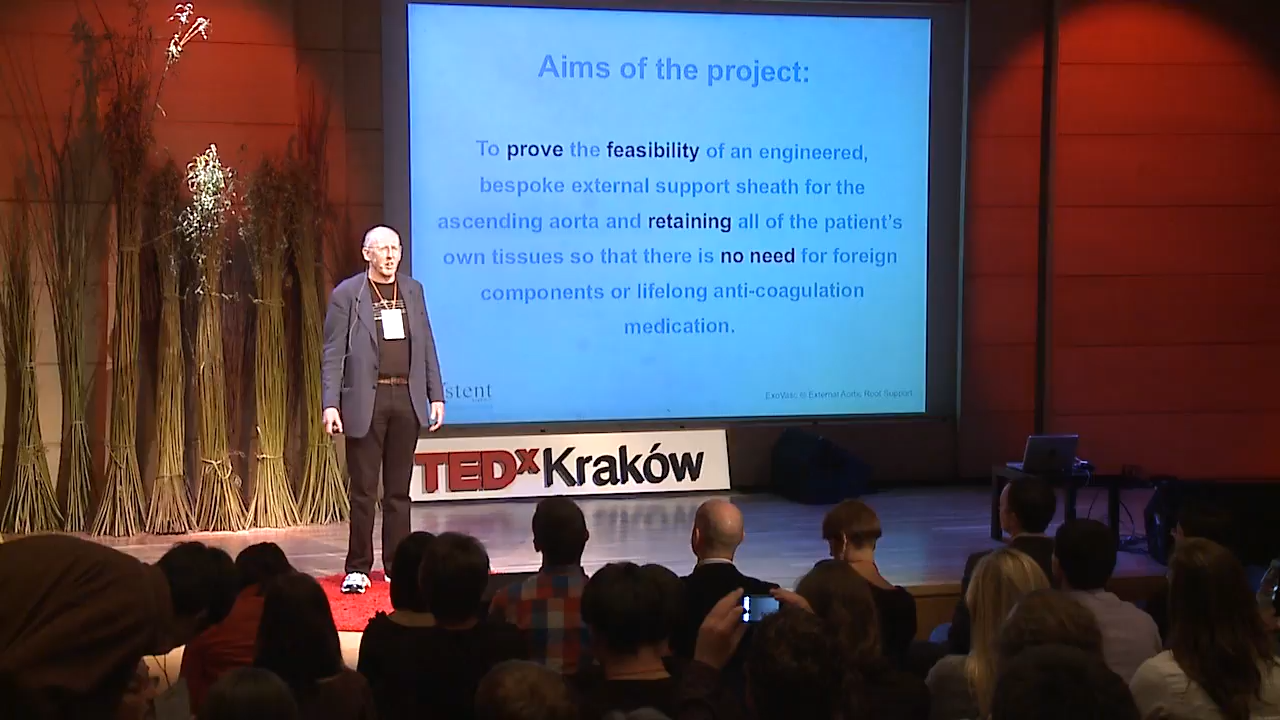 Aims of the project:
To prove the feasibility of an engineered,
bespoke external support sheath for the
ascending aorta and retaining all of the patient's
own tissues so that there is no need for foreign
components or lifelong anti-coagulation
medication.
stent
ExoVasc ® External Aortic Root Support
TEDxKraków